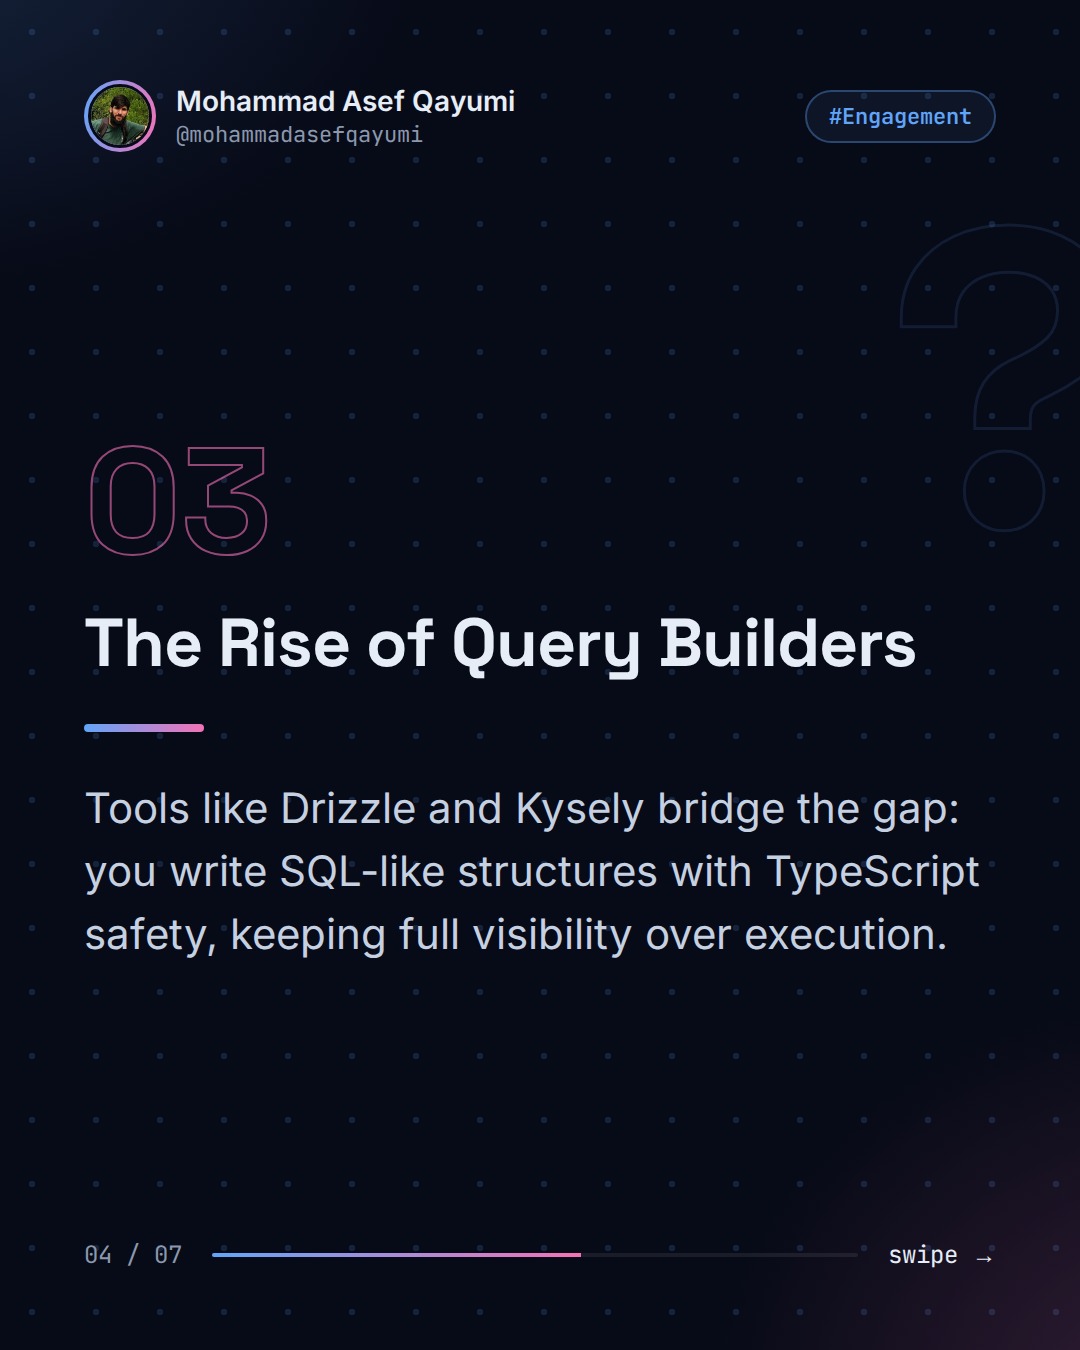 Mohammad Asef Qayumi
@mohammadasefqayumi
#Engagement
?
03
The Rise of Query Builders
Tools like Drizzle and Kysely bridge the gap:
you write SQL-like structures with TypeScript
safety, keeping full visibility over execution.
04 / 07
swipe →